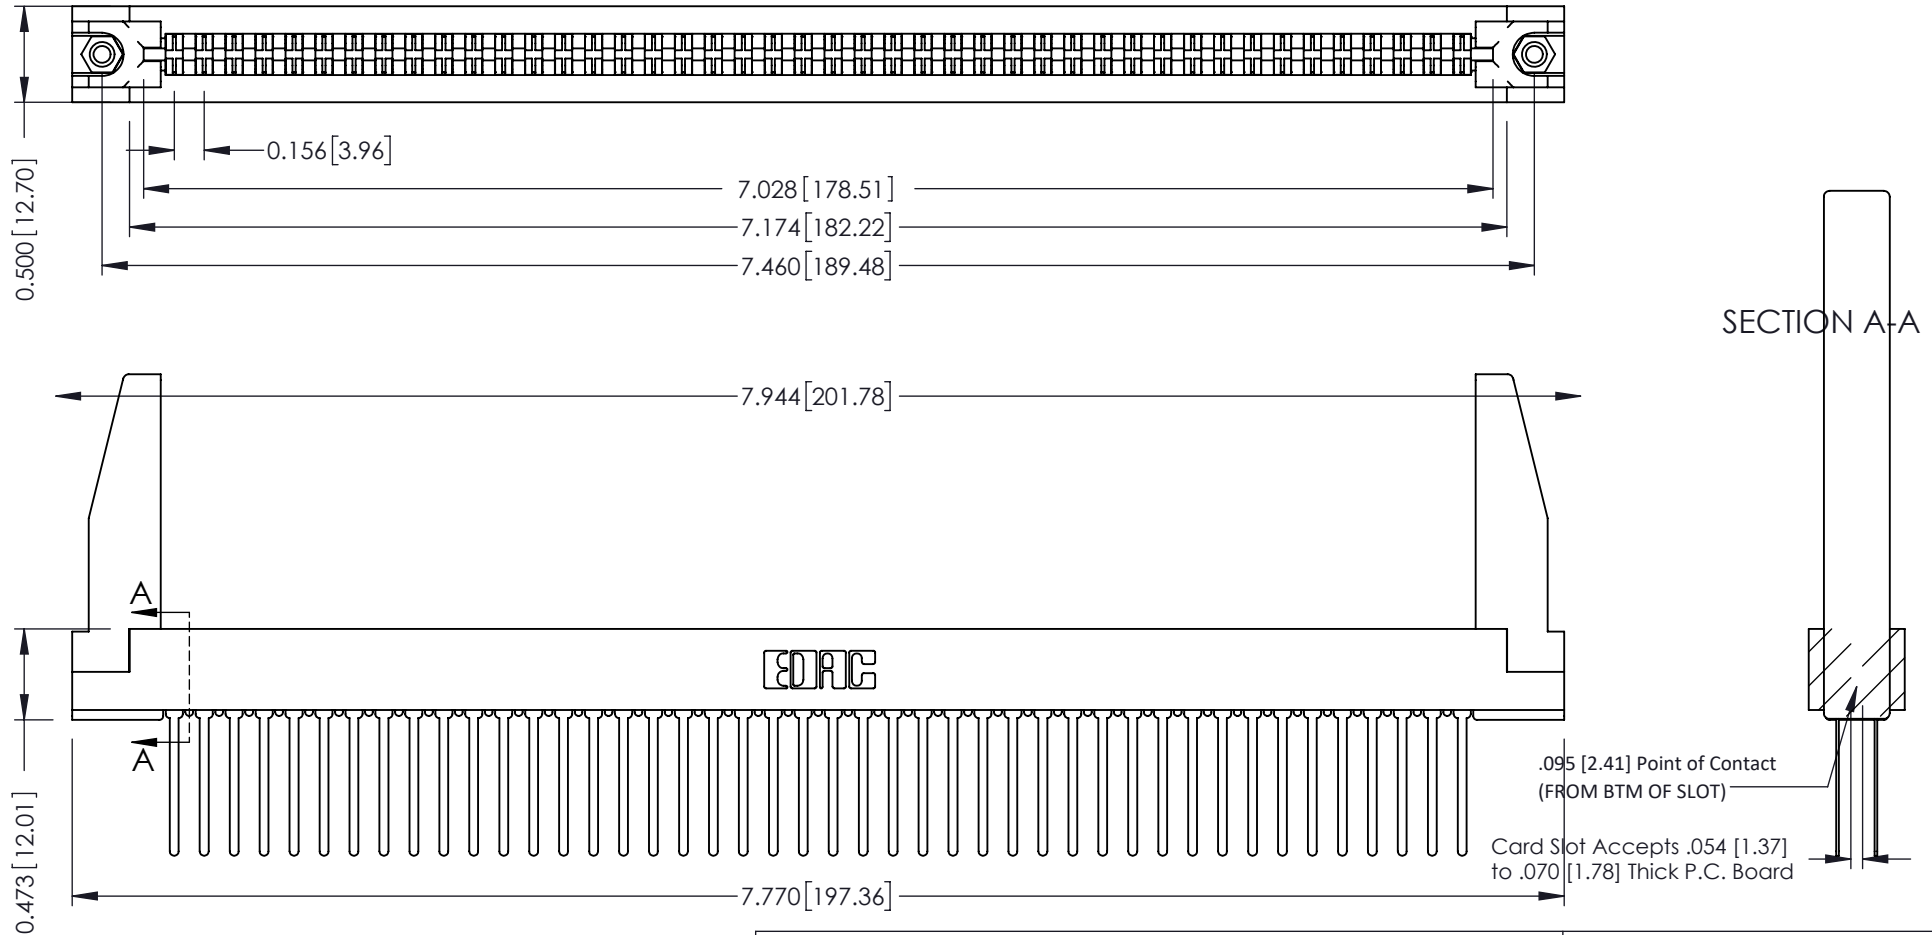 0.156[3.96]
7.028[178.51]
7.174[182.22]
7.460[189.48]
0.500[12.70]
SECTION A-A
7.944[201.78]
A
EDAC
A
0.473[12.01]
.095 [2.41] Point of Contact
(FROM BTM OF SLOT)
Card Slot Accepts .054 [1.37]
to .070 [1.78] Thick P.C. Board
7.770[197.36]